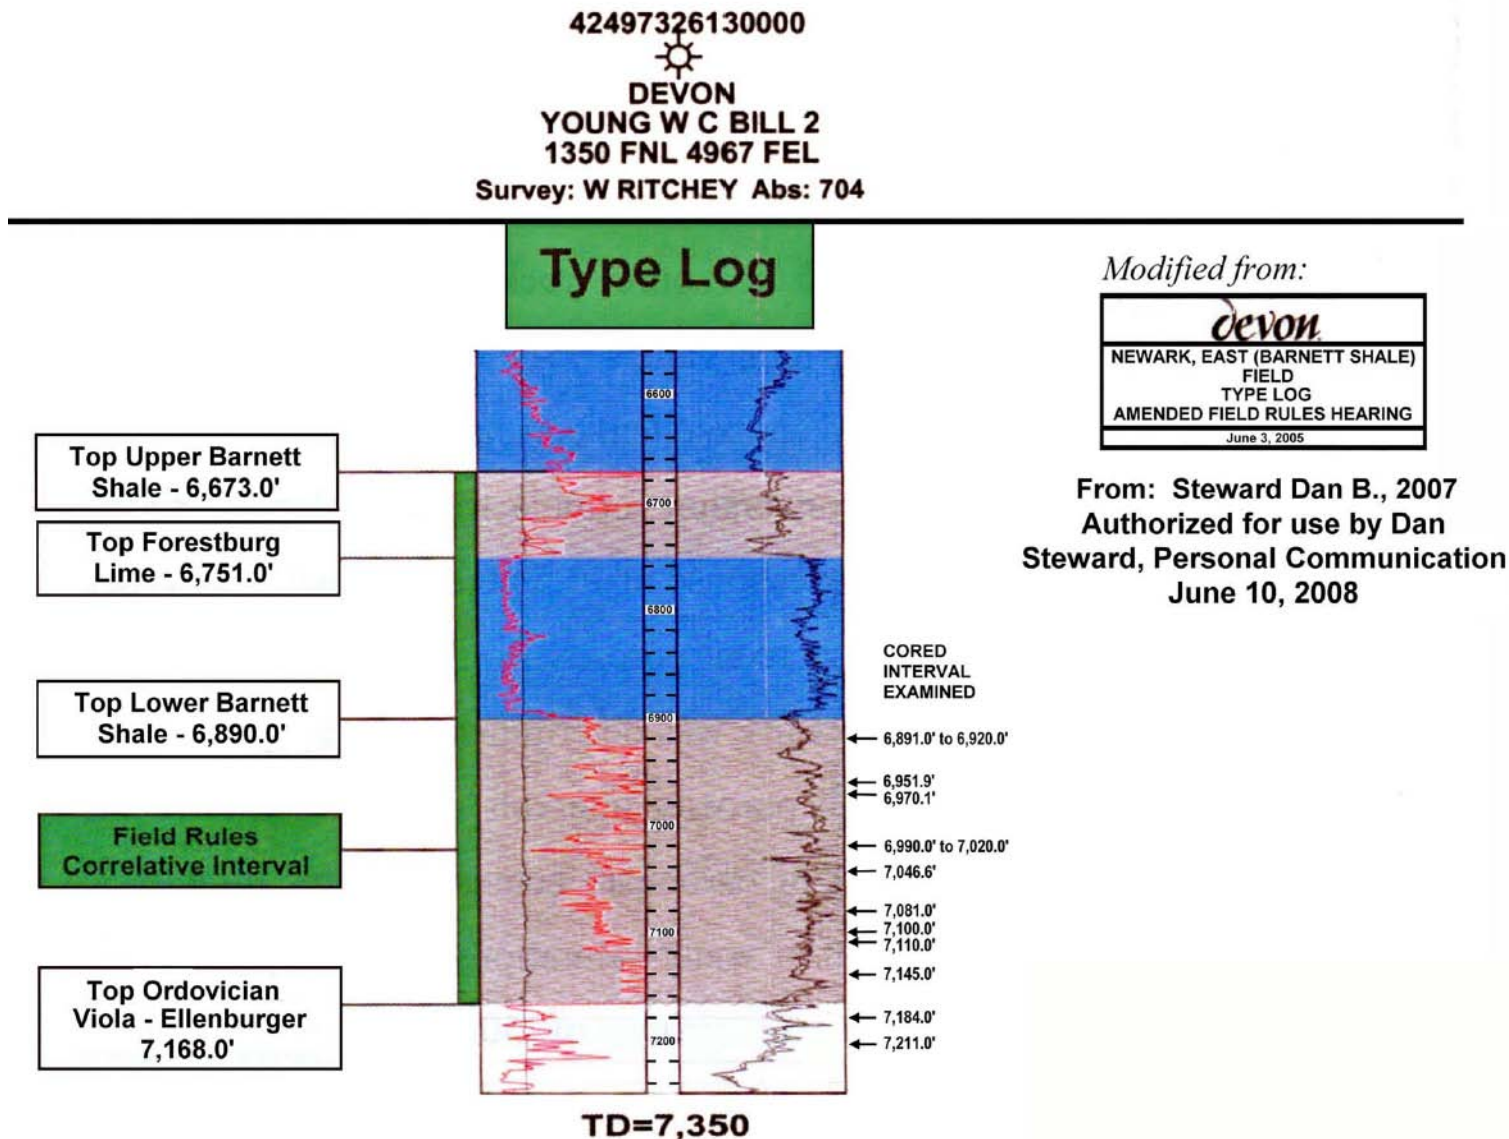 42497326130000
DEVON
YOUNG W C BILL 2
1350 FNL 4967 FEL
Survey: W RITCHEY Abs: 704
Type Log
Modified from:
devon
NEWARK, EAST (BARNETT SHALE)
FIELD
TYPE LOG
AMENDED FIELD RULES HEARING
June 3, 2005
From: Steward Dan B., 2007
Authorized for use by Dan
Steward, Personal Communication
June 10, 2008
Top Upper Barnett
Shale - 6,673.0'
Top Forestburg
Lime - 6,751.0'
Top Lower Barnett
Shale - 6,890.0'
Field Rules
Correlative Interval
Top Ordovician
Viola - Ellenburger
7,168.0'
6600
6700
6800
6900
7000
7100
7200
CORED
INTERVAL
EXAMINED
6,891.0' to 6,920.0'
6,951.9'
6,970.1'
6,990.0' to 7,020.0'
7,046.6'
7,081.0'
7,100.0'
7,110.0'
7,145.0'
7,184.0'
7,211.0'
TD=7,350